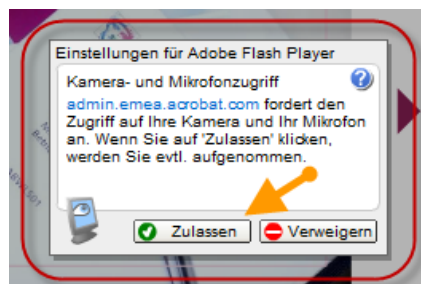 Einstellungen für Adobe Flash Player
Kamera- und Mikrofonzugriff
admin.emea.acrobat.com fordert den
Zugriff auf Ihre Kamera und Ihr Mikrofon
an. Wenn Sie auf 'Zulassen' klicken,
werden Sie evtl. aufgenommen.
Zulassen
Verweigern